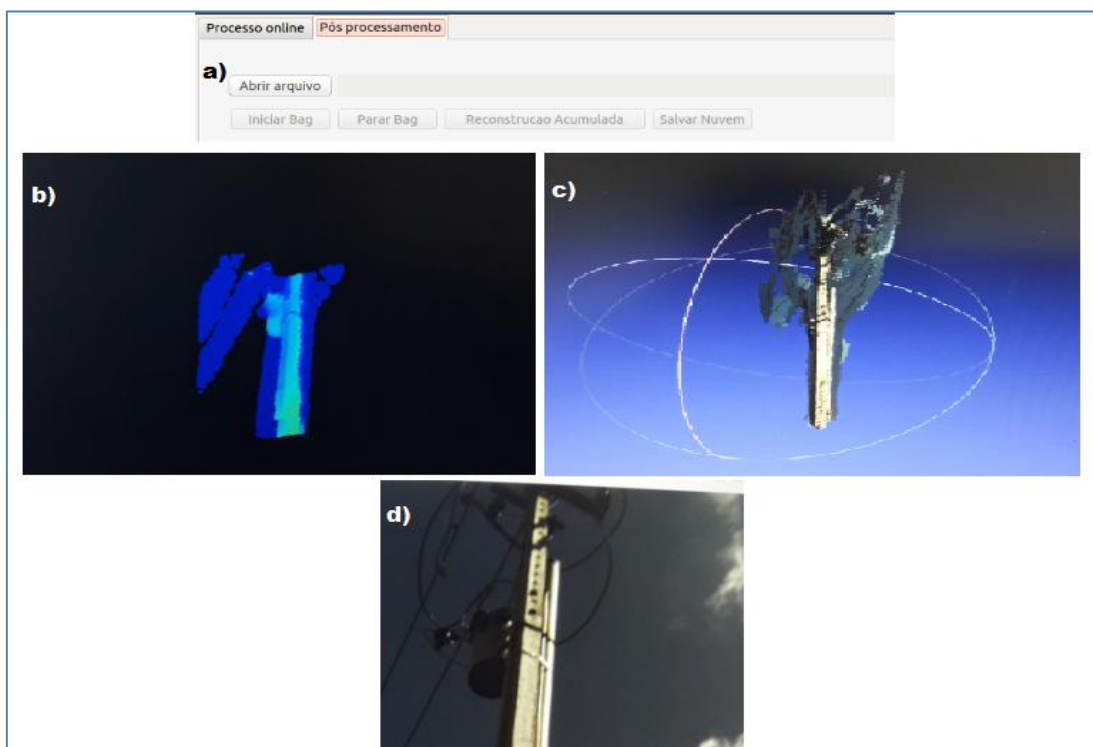 Processo online Pós processamento
a)
Abrir arquivo
Iniciar Bag Parar Bag Reconstrucao Acumulada Salvar Nuvem
b)
c)
d)